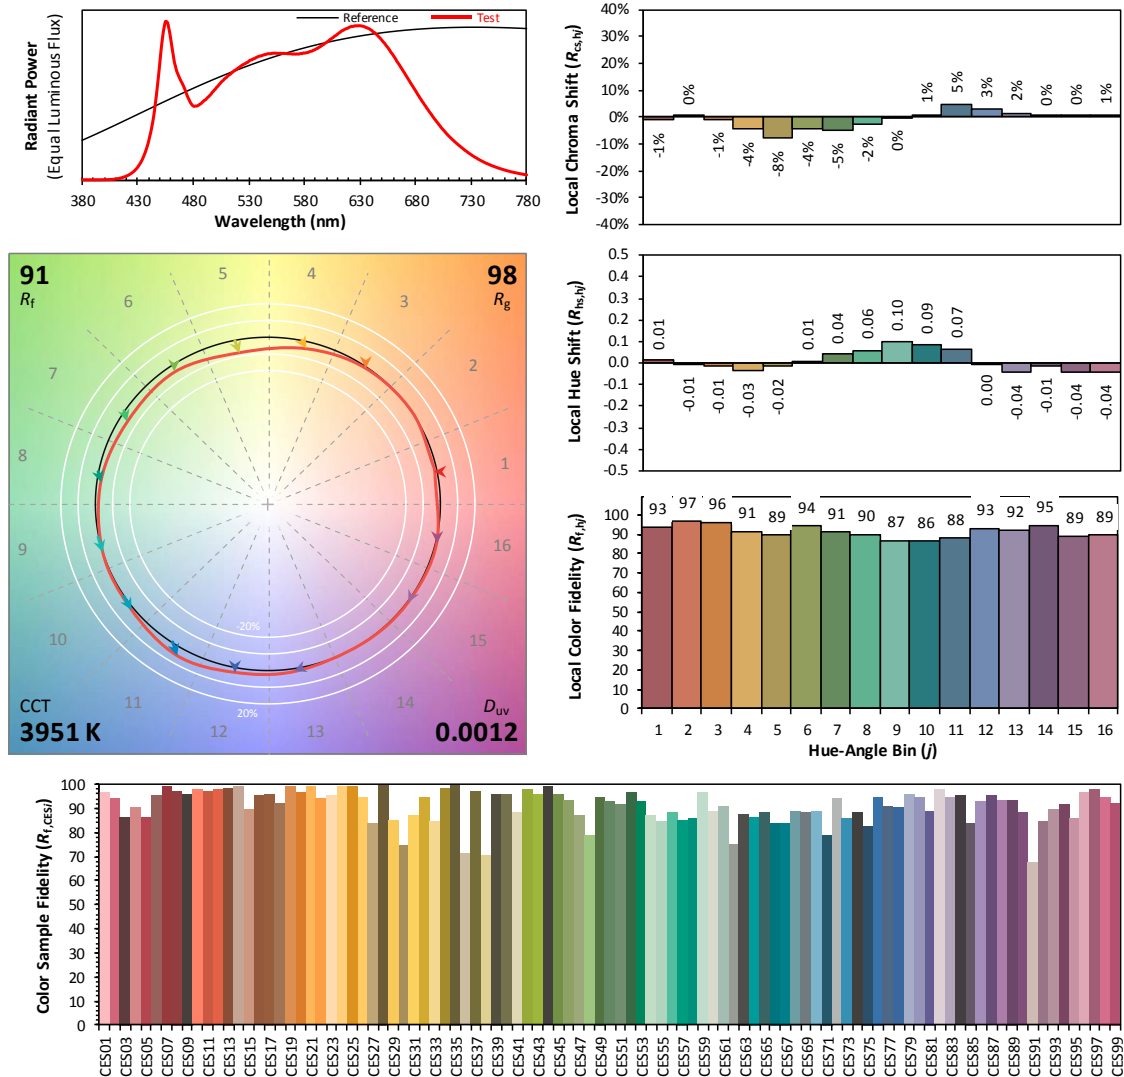 Reference
Test
Radiant Power
(Equal Luminous Flux)
380 430 480 530 580 630 680 730 780
Wavelength (nm)
Local Chroma Shift (Rcs,hj)
40%
30%
20%
10%
0%
-10%
-20%
-30%
-40%
-1% 0% -1% -4% -8% -4% -5% -2% 0% 1% 5% 3% 2% 0% 0% 1%
91
Rf
98
Rg
5 4
6 3
7 2
8 1
9 16
10 15
11 14
12 13
-20%
20%
CCT
3951 K
Duv
0.0012
Local Hue Shift (Rhs,hj)
0.5
0.4
0.3
0.2
0.1
0.0
-0.1
-0.2
-0.3
-0.4
-0.5
0.01 -0.01 -0.01 -0.03 -0.02 0.01 0.04 0.06 0.10 0.09 0.07 0.00 -0.04 -0.01 -0.04 -0.04
Local Color Fidelity (Rf,hj)
100
90
80
70
60
50
40
30
20
10
0
93 97 96 91 89 94 91 90 87 86 88 93 92 95 89 89
1 2 3 4 5 6 7 8 9 10 11 12 13 14 15 16
Hue-Angle Bin (j)
Color Sample Fidelity (Rf,CESi)
100
90
80
70
60
50
40
30
20
10
0
CES01 CES03 CES05 CES07 CES09 CES11 CES13 CES15 CES17 CES19 CES21 CES23 CES25 CES27 CES29 CES31 CES33 CES35 CES37 CES39 CES41 CES43 CES45 CES47 CES49 CES51 CES53 CES55 CES57 CES59 CES61 CES63 CES65 CES67 CES69 CES71 CES73 CES75 CES77 CES79 CES81 CES83 CES85 CES87 CES89 CES91 CES93 CES95 CES97 CES99